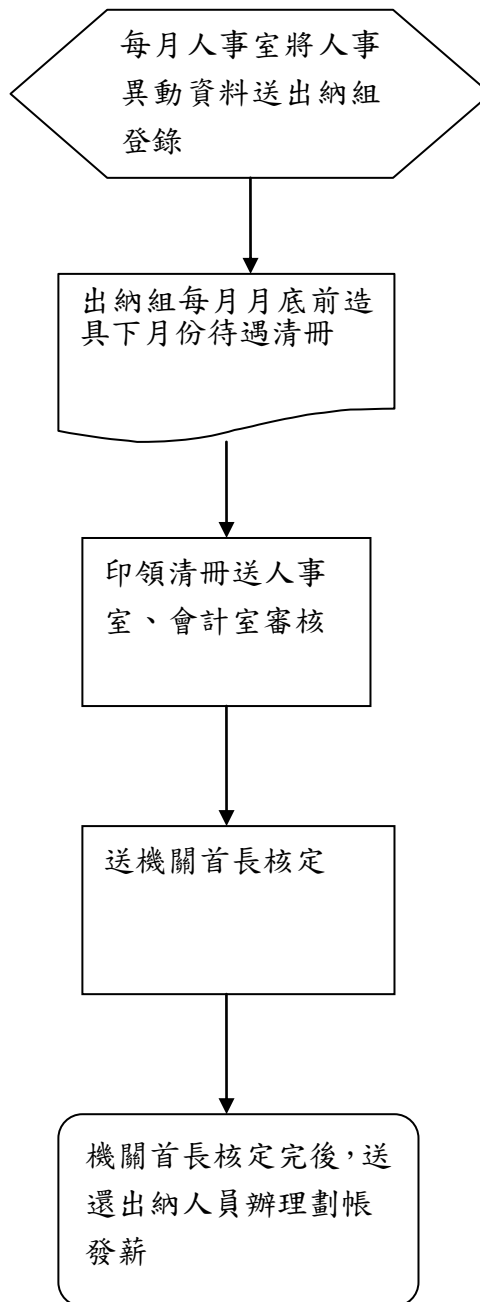 每月人事室將人事
異動資料送出納組
登錄
出納組每月月底前造
具下月份待遇清冊
印領清冊送人事
室、會計室審核
送機關首長核定
機關首長核定完後，送
還出納人員辦理劃帳
發薪